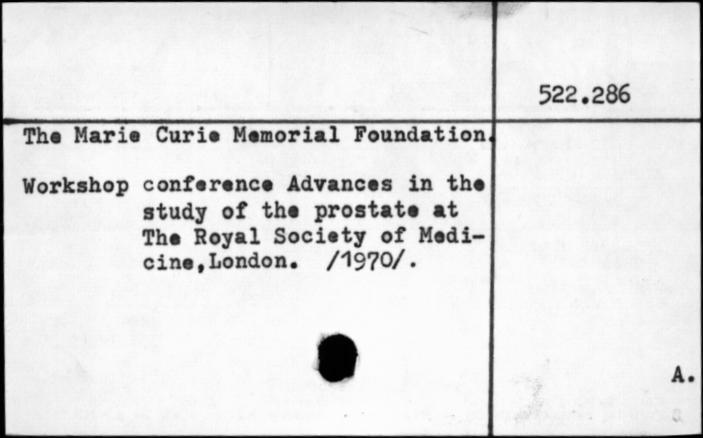 522.286
The Marie Curie Memorial Foundation.
Workshop conference Advances in the
study of the prostate at
The Royal Society of Medi-
cine,London. /1970/.
A.